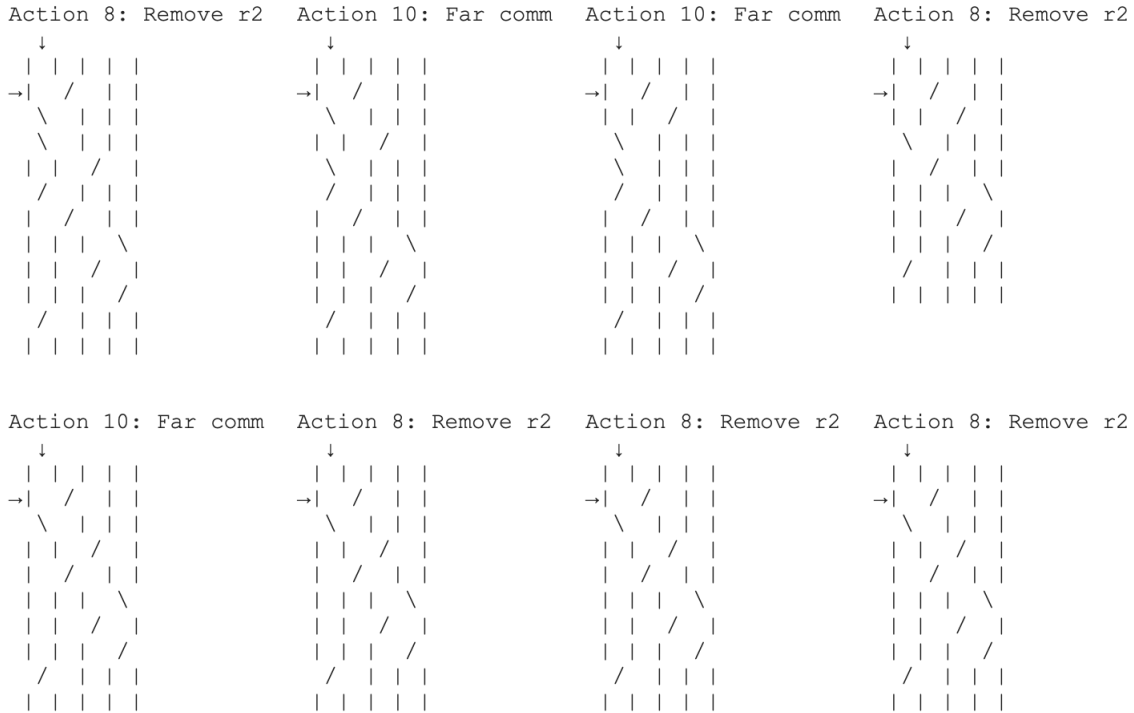 Action 8: Remove r2 Action 10: Far comm Action 10: Far comm Action 8: Remove r2
↓ ↓ ↓ ↓
| | | | | | | | | | | | | | | | | | | |
→| / | | →| / | | →| / | | →| / | |
\ | | | \ | | | | | / | | | / |
\ | | | | | / | \ | | | \ | | |
| | / | \ | | | \ | | | | / | |
/ | | | / | | | / | | | | | | \
| / | | | / | | | / | | | | / |
| | | \ | | | \ | | | \ | | | /
| | / | | | / | | | / | / | | |
| | | / | | | / | | | / | | | | |
/ | | | / | | | / | | |
| | | | | | | | | | | | | | |
Action 10: Far comm Action 8: Remove r2 Action 8: Remove r2 Action 8: Remove r2
↓ ↓ ↓ ↓
| | | | | | | | | | | | | | | | | | | |
→| / | | →| / | | →| / | | →| / | |
\ | | | \ | | | \ | | | \ | | |
| | / | | | / | | | / | | | / |
| / | | | / | | | / | | | / | |
| | | \ | | | \ | | | \ | | | \
| | / | | | / | | | / | | | / |
| | | / | | | / | | | / | | | /
/ | | | / | | | / | | | / | | |
| | | | | | | | | | | | | | | | | | | |